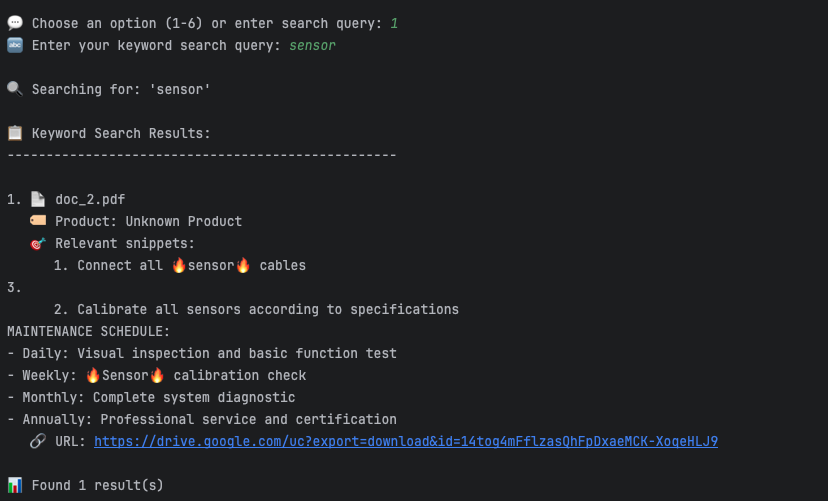 💬 Choose an option (1-6) or enter search query: 1
🔤 Enter your keyword search query: sensor
🔍 Searching for: 'sensor'
📋 Keyword Search Results:
--------------------------------------------------
1. 📄 doc_2.pdf
🏷️ Product: Unknown Product
🎯 Relevant snippets:
1. Connect all 🔥sensor🔥 cables
3.
2. Calibrate all sensors according to specifications
MAINTENANCE SCHEDULE:
- Daily: Visual inspection and basic function test
- Weekly: 🔥Sensor🔥 calibration check
- Monthly: Complete system diagnostic
- Annually: Professional service and certification
🔗 URL: https://drive.google.com/uc?export=download&id=14toq4mFflzasQhFpDxaeMCK-XoqeHLJ9
📊 Found 1 result(s)